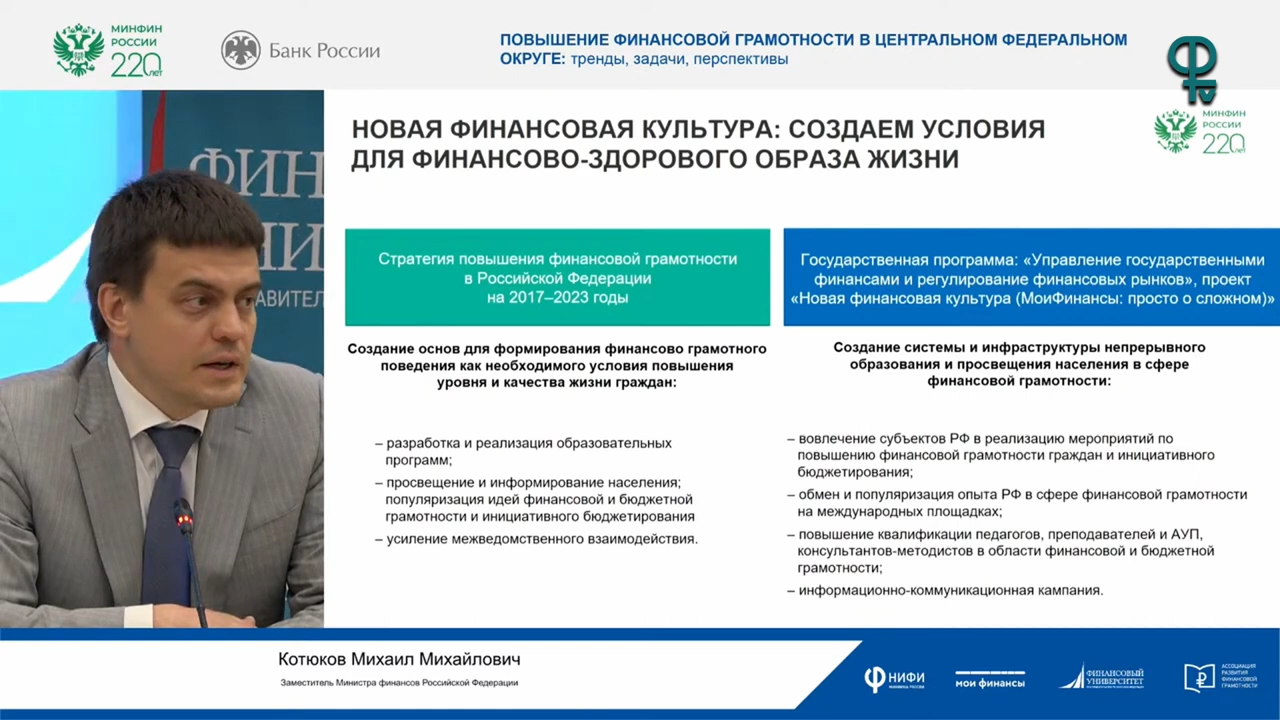 МИНФИН
РОССИИ
220 лет
Банк России
ПОВЫШЕНИЕ ФИНАНСОВОЙ ГРАМОТНОСТИ В ЦЕНТРАЛЬНОМ ФЕДЕРАЛЬНОМ
ОКРУГЕ: тренды, задачи, перспективы
Ф
TV
НОВАЯ ФИНАНСОВАЯ КУЛЬТУРА: СОЗДАЕМ УСЛОВИЯ
ДЛЯ ФИНАНСОВО-ЗДОРОВОГО ОБРАЗА ЖИЗНИ
МИНФИН
РОССИИ
220 лет
ФИН
Стратегия повышения финансовой грамотности
в Российской Федерации
на 2017–2023 годы
Создание основ для формирования финансово грамотного
поведения как необходимого условия повышения
уровня и качества жизни граждан:
– разработка и реализация образовательных
программ;
– просвещение и информирование населения;
популяризация идей финансовой и бюджетной
грамотности и инициативного бюджетирования
– усиление межведомственного взаимодействия.
Государственная программа: «Управление государственными
финансами и регулирование финансовых рынков», проект
«Новая финансовая культура (МоиФинансы: просто о сложном)»
Создание системы и инфраструктуры непрерывного
образования и просвещения населения в сфере
финансовой грамотности:
– вовлечение субъектов РФ в реализацию мероприятий по
повышению финансовой грамотности граждан и инициативного
бюджетирования;
– обмен и популяризация опыта РФ в сфере финансовой грамотности
на международных площадках;
– повышение квалификации педагогов, преподавателей и АУП,
консультантов-методистов в области финансовой и бюджетной
грамотности;
– информационно-коммуникационная кампания.
Котюков Михаил Михайлович
Заместитель Министра финансов Российской Федерации
НИФИ
мои финансы
ФИНАНСОВЫЙ
УНИВЕРСИТЕТ
АССОЦИАЦИЯ
РАЗВИТИЯ
ФИНАНСОВОЙ
ГРАМОТНОСТИ